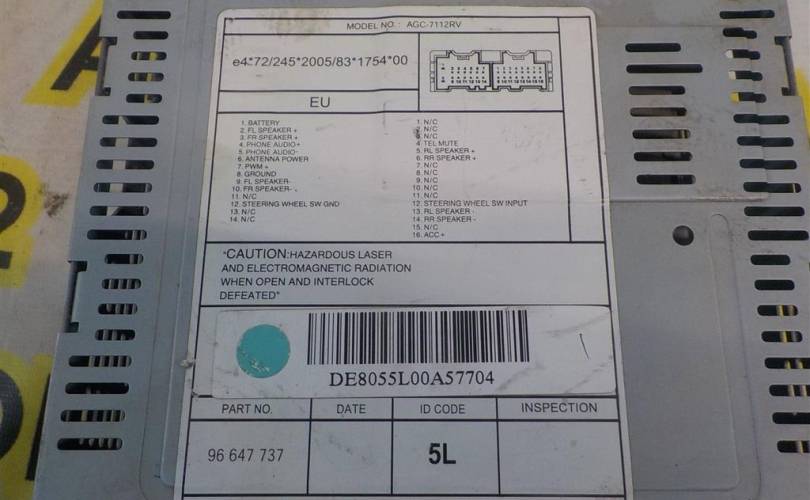 MODEL NO.: AGC-7112RV
e4*72/245*2005/83*1754*00
EU
1. BATTERY
2. FL SPEAKER +
3. FR SPEAKER +
4. PHONE AUDIO+
5. PHONE AUDIO-
6. ANTENNA POWER
7. PWM +
8. GROUND
9. FL SPEAKER-
10. FR SPEAKER-
11. N/C
12. STEERING WHEEL SW GND
13. N/C
14. N/C
1. N/C
2. N/C
3. N/C
4. TEL MUTE
5. RL SPEAKER +
6. RR SPEAKER +
7. N/C
8. N/C
9. N/C
10. N/C
11. N/C
12. STEERING WHEEL SW INPUT
13. RL SPEAKER -
14. RR SPEAKER -
15. N/C
16. ACC +
"CAUTION:HAZARDOUS LASER
AND ELECTROMAGNETIC RADIATION
WHEN OPEN AND INTERLOCK
DEFEATED"
DE8055L00A57704
PART NO. DATE ID CODE INSPECTION
96 647 737 5L